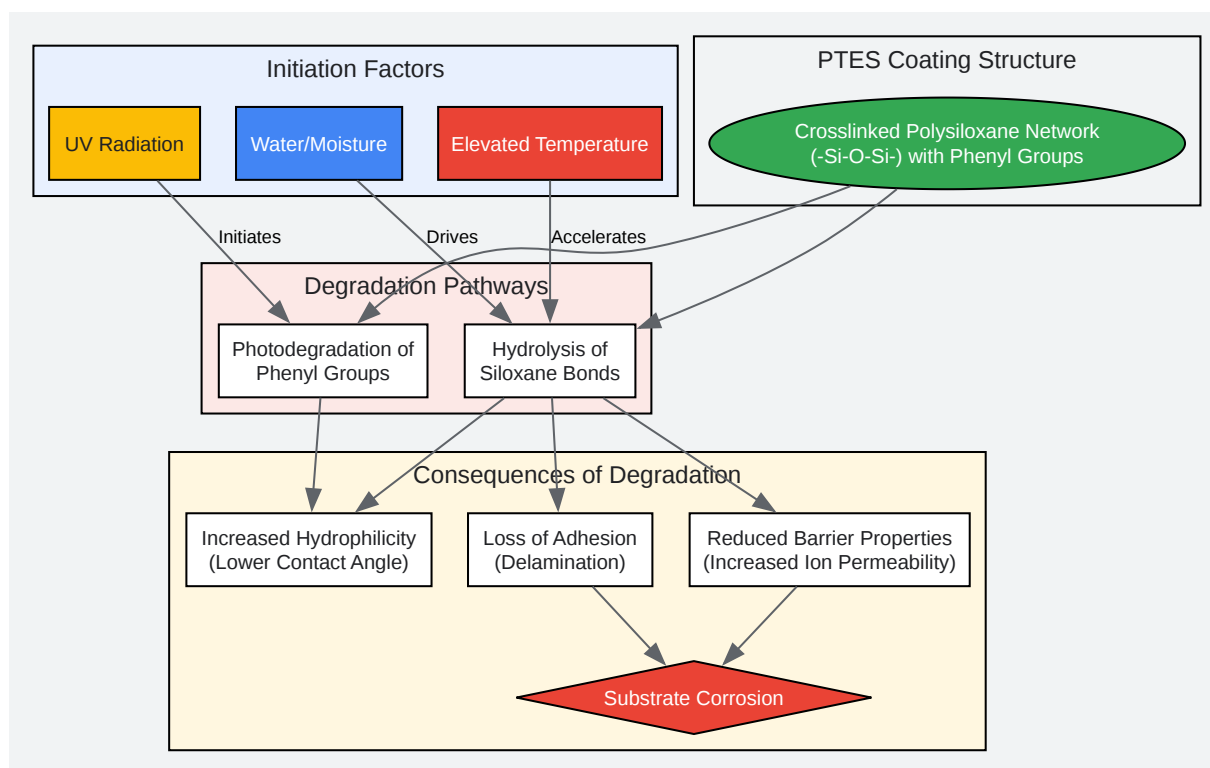 Initiation Factors
PTES Coating Structure
UV Radiation
Water/Moisture
Elevated Temperature
Crosslinked Polysiloxane Network
(-Si-O-Si-) with Phenyl Groups
Initiates
Drives
Accelerates
Degradation Pathways
Photodegradation of
Phenyl Groups
Hydrolysis of
Siloxane Bonds
Consequences of Degradation
Increased Hydrophilicity
(Lower Contact Angle)
Loss of Adhesion
(Delamination)
Reduced Barrier Properties
(Increased Ion Permeability)
Substrate Corrosion